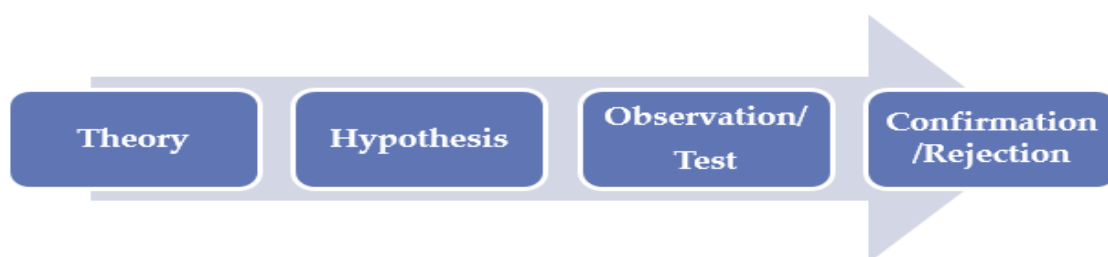 Theory
Hypothesis
Observation/
Test
Confirmation
/Rejection